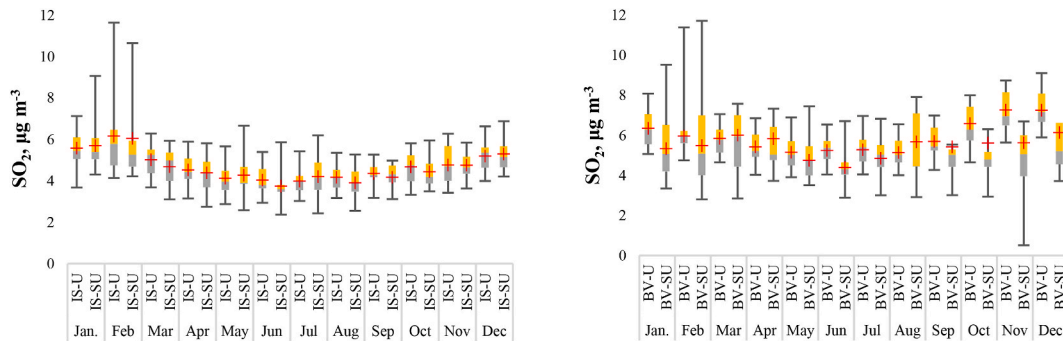 12
10
8
6
4
2
0
SO2, µg m-3
IS-U IS-SU IS-U IS-SU IS-U IS-SU IS-U IS-SU IS-U IS-SU IS-U IS-SU IS-U IS-SU IS-U IS-SU IS-U IS-SU IS-U IS-SU IS-U IS-SU IS-U IS-SU
Jan. Feb Mar Apr May Jun Jul Aug Sep Oct Nov Dec
12
10
8
6
4
2
0
SO2, µg m-3
BV-U BV-SU BV-U BV-SU BV-U BV-SU BV-U BV-SU BV-U BV-SU BV-U BV-SU BV-U BV-SU BV-U BV-SU BV-U BV-SU BV-U BV-SU BV-U BV-SU BV-U BV-SU
Jan. Feb Mar Apr May Jun Jul Aug Sep Oct Nov Dec